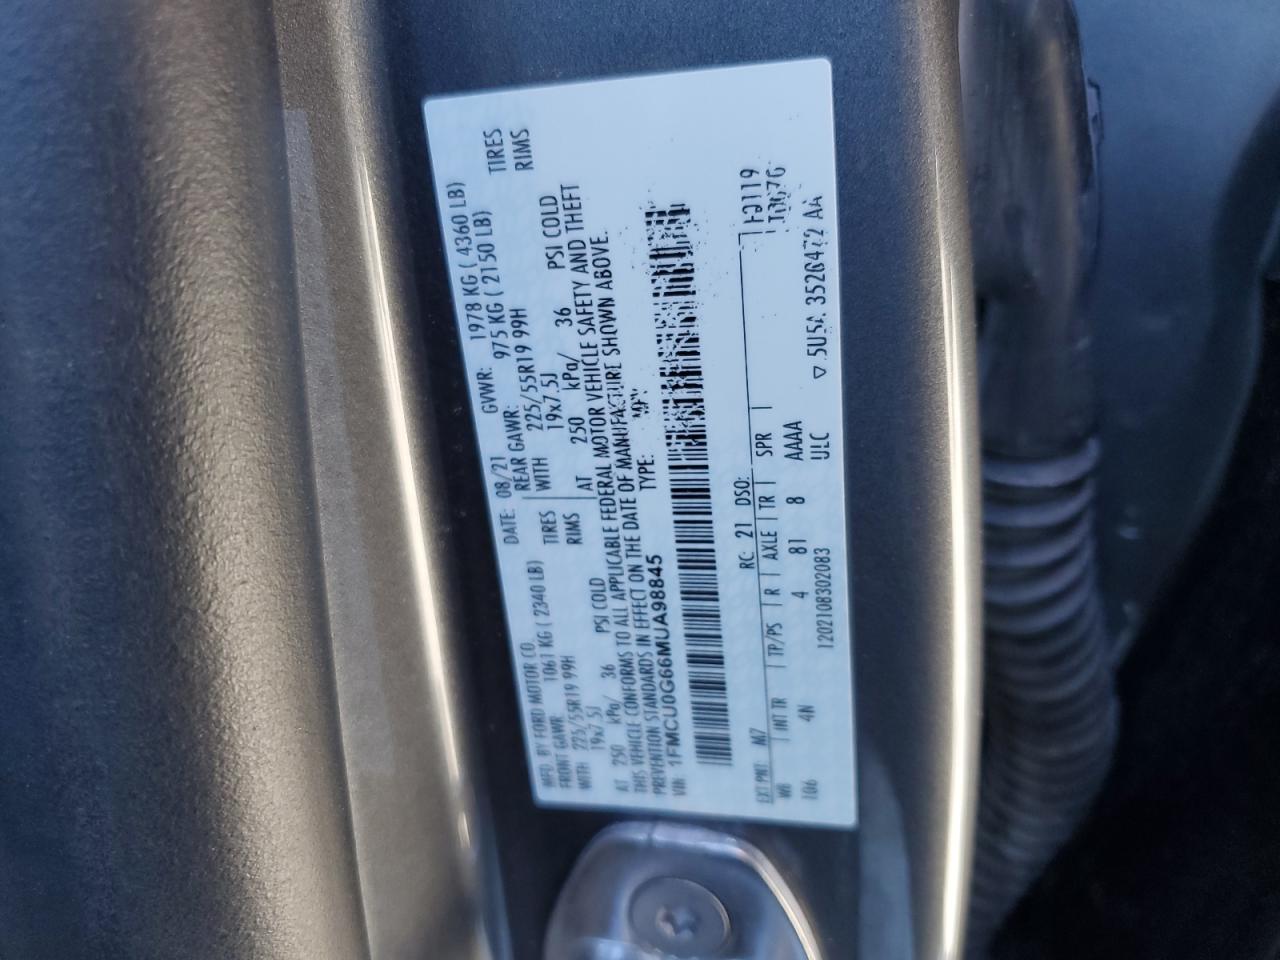 MFD. BY FORD MOTOR CO. DATE: 08/21 GVWR: 1978 KG ( 4360 LB)
FRONT GAWR: 1061 KG ( 2340 LB) REAR GAWR: 975 KG ( 2150 LB)
WITH 225/55R19 99H TIRES WITH 225/55R19 99H TIRES
19x7.5J RIMS 19x7.5J RIMS
AT 250 kPa/ 36 PSI COLD AT 250 kPa/ 36 PSI COLD
THIS VEHICLE CONFORMS TO ALL APPLICABLE FEDERAL MOTOR VEHICLE SAFETY AND THEFT
PREVENTION STANDARDS IN EFFECT ON THE DATE OF MANUFACTURE SHOWN ABOVE.
VIN: 1FMCU0G66MUA98845 TYPE: MPV
EXT PNT: M7 RC: 21 DSO:
WB INT TR TP/PS R AXLE TR SPR
106 4N 4 81 8 AAAA
ULC
1202108302083 5U5A 3520472 AA